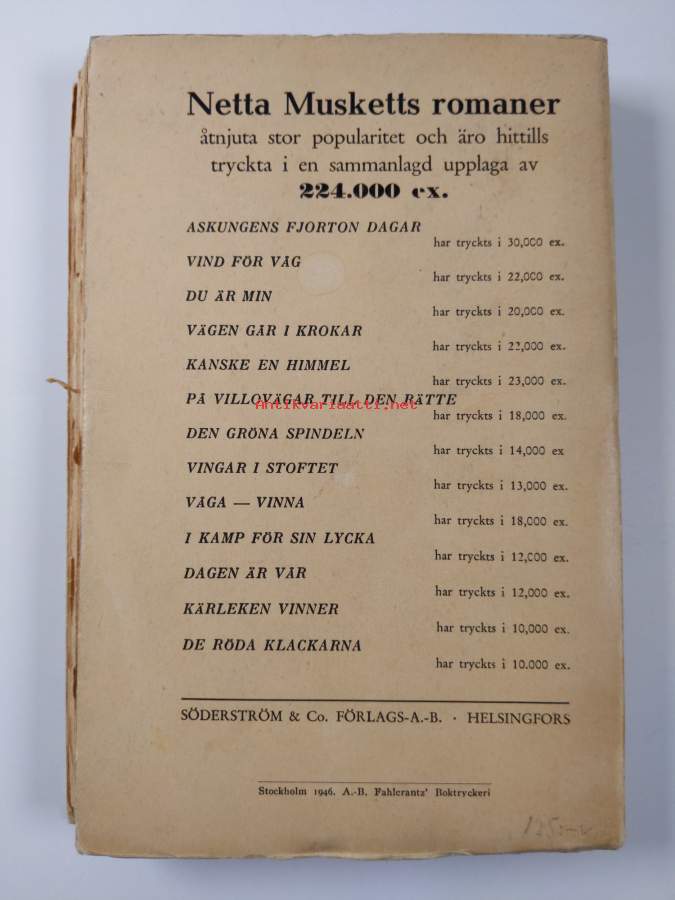 Netta Musketts romaner
åtnjuta stor popularitet och äro hittills
tryckta i en sammanlagd upplaga av
224.000 ex.
ASKUNGENS FJORTON DAGAR
har tryckts i 30,000 ex.
VIND FÖR VÅG
har tryckts i 22,000 ex.
DU ÄR MIN
har tryckts i 20,000 ex.
VÄGEN GÅR I KROKAR
har tryckts i 22,000 ex.
KANSKE EN HIMMEL
har tryckts i 23,000 ex.
PÅ VILLOVÄGAR TILL DEN RÄTTE
Antikvariaatti.net
har tryckts i 18,000 ex.
DEN GRÖNA SPINDELN
har tryckts i 14,000 ex
VINGAR I STOFTET
har tryckts i 13,000 ex.
VÅGA — VINNA
har tryckts i 18,000 ex.
I KAMP FÖR SIN LYCKA
har tryckts i 12,000 ex.
DAGEN ÄR VÅR
har tryckts i 12,000 ex.
KÄRLEKEN VINNER
har tryckts i 10,000 ex.
DE RÖDA KLACKARNA
har tryckts i 10.000 ex.
SÖDERSTRÖM & Co. FÖRLAGS-A.-B. · HELSINGFORS
Stockholm 1946. A.-B. Fahlcrantz' Boktryckeri
125:-